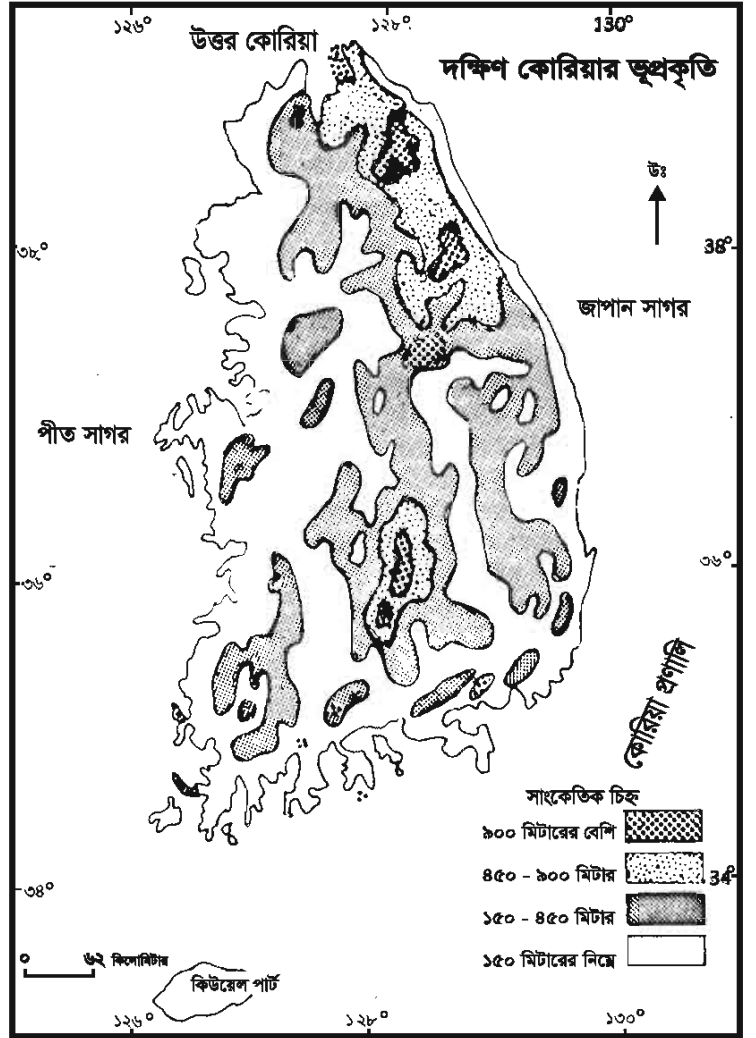 ১২৬° ১২৮° 130°
উত্তর কোরিয়া
দক্ষিণ কোরিয়ার ভূপ্রকৃতি
উঃ
৩৮° 38°
জাপান সাগর
পীত সাগর
৩৬° ৩৬°
কোরিয়া প্রণালি
সাংকেতিক চিহ্ন
৯০০ মিটারের বেশি
৪৫০ - ৯০০ মিটার
১৫০ - ৪৫০ মিটার
১৫০ মিটারের নিম্নে
৩৪° 34°
০ ৬২ কিলোমিটার
কিউয়েল পার্ট
১২৬° ১২৮° ১৩০°